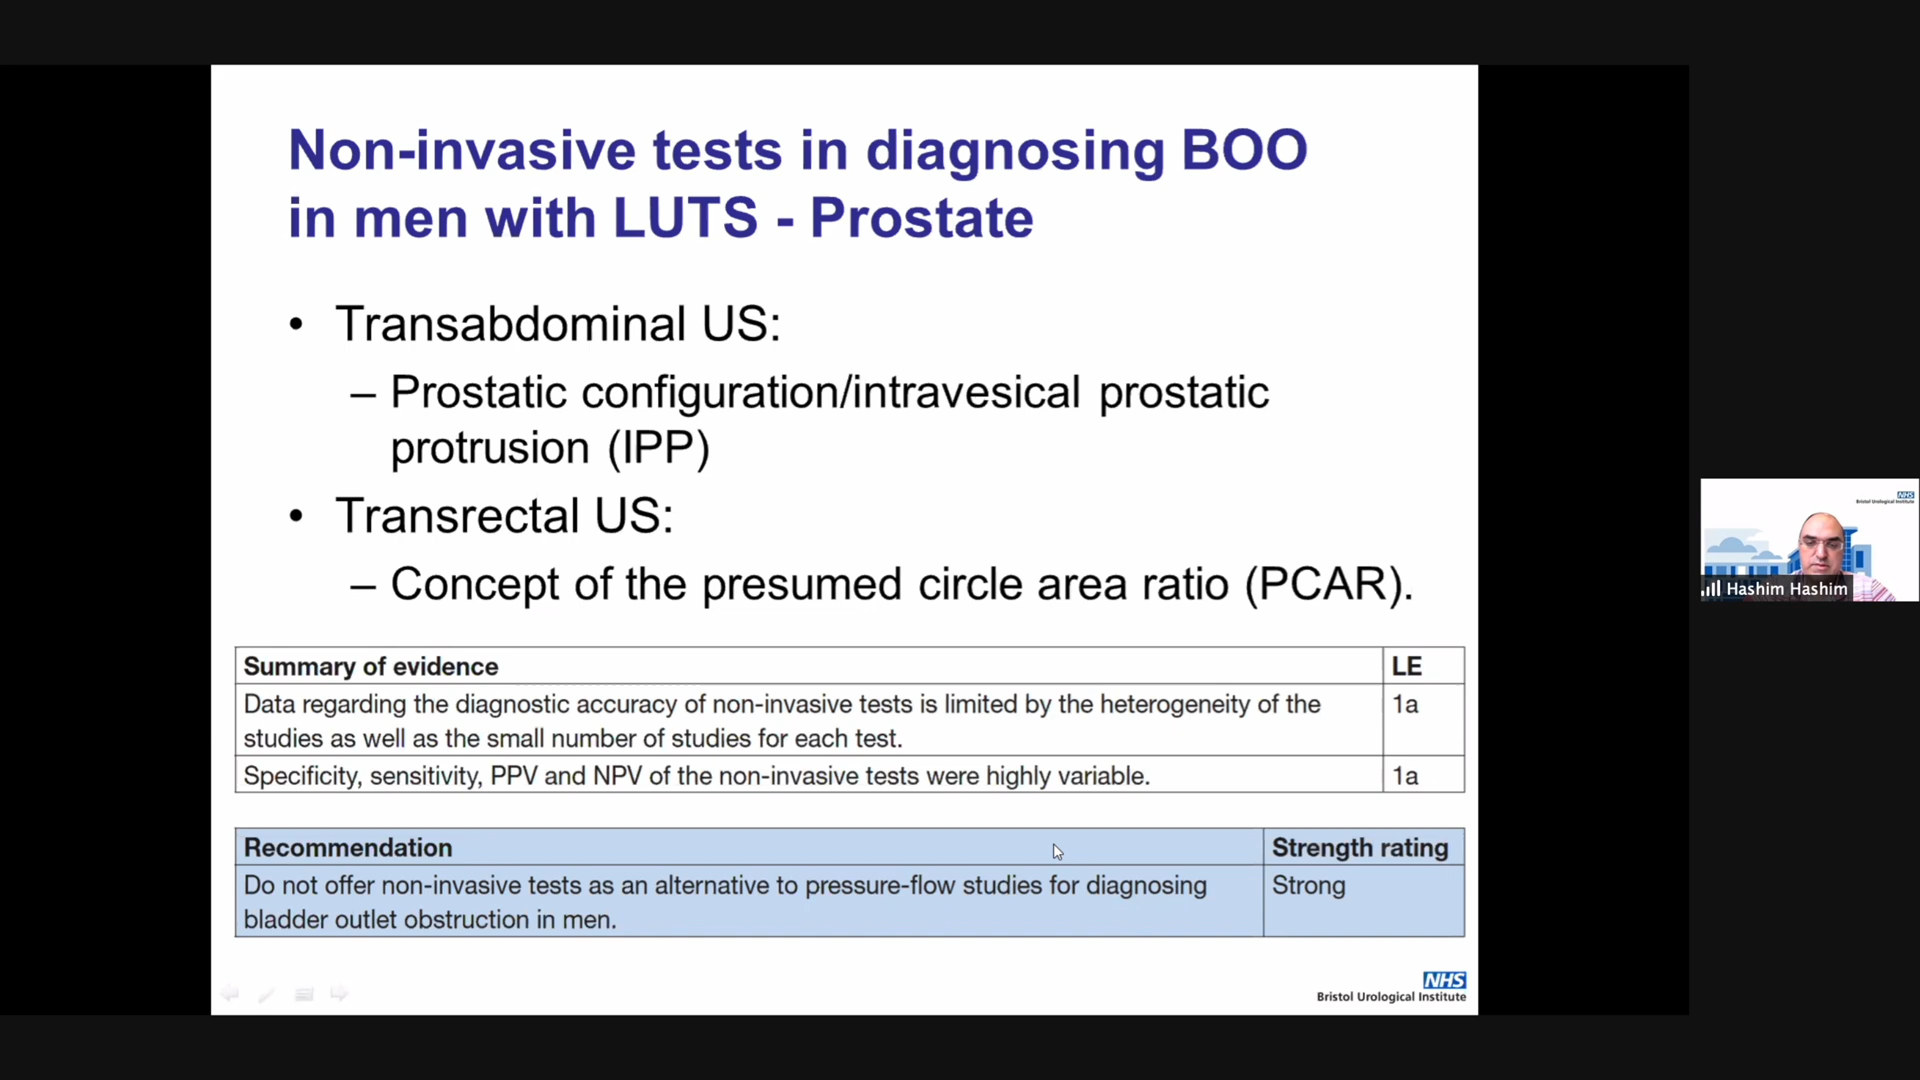 Non-invasive tests in diagnosing BOO
in men with LUTS - Prostate
• Transabdominal US:
– Prostatic configuration/intravesical prostatic
protrusion (IPP)
• Transrectal US:
– Concept of the presumed circle area ratio (PCAR).
Summary of evidence LE
Data regarding the diagnostic accuracy of non-invasive tests is limited by the heterogeneity of the 1a
studies as well as the small number of studies for each test.
Specificity, sensitivity, PPV and NPV of the non-invasive tests were highly variable. 1a
Recommendation Strength rating
Do not offer non-invasive tests as an alternative to pressure-flow studies for diagnosing Strong
bladder outlet obstruction in men.
NHS
Bristol Urological Institute
NHS
Bristol Urological Institute
Hashim Hashim